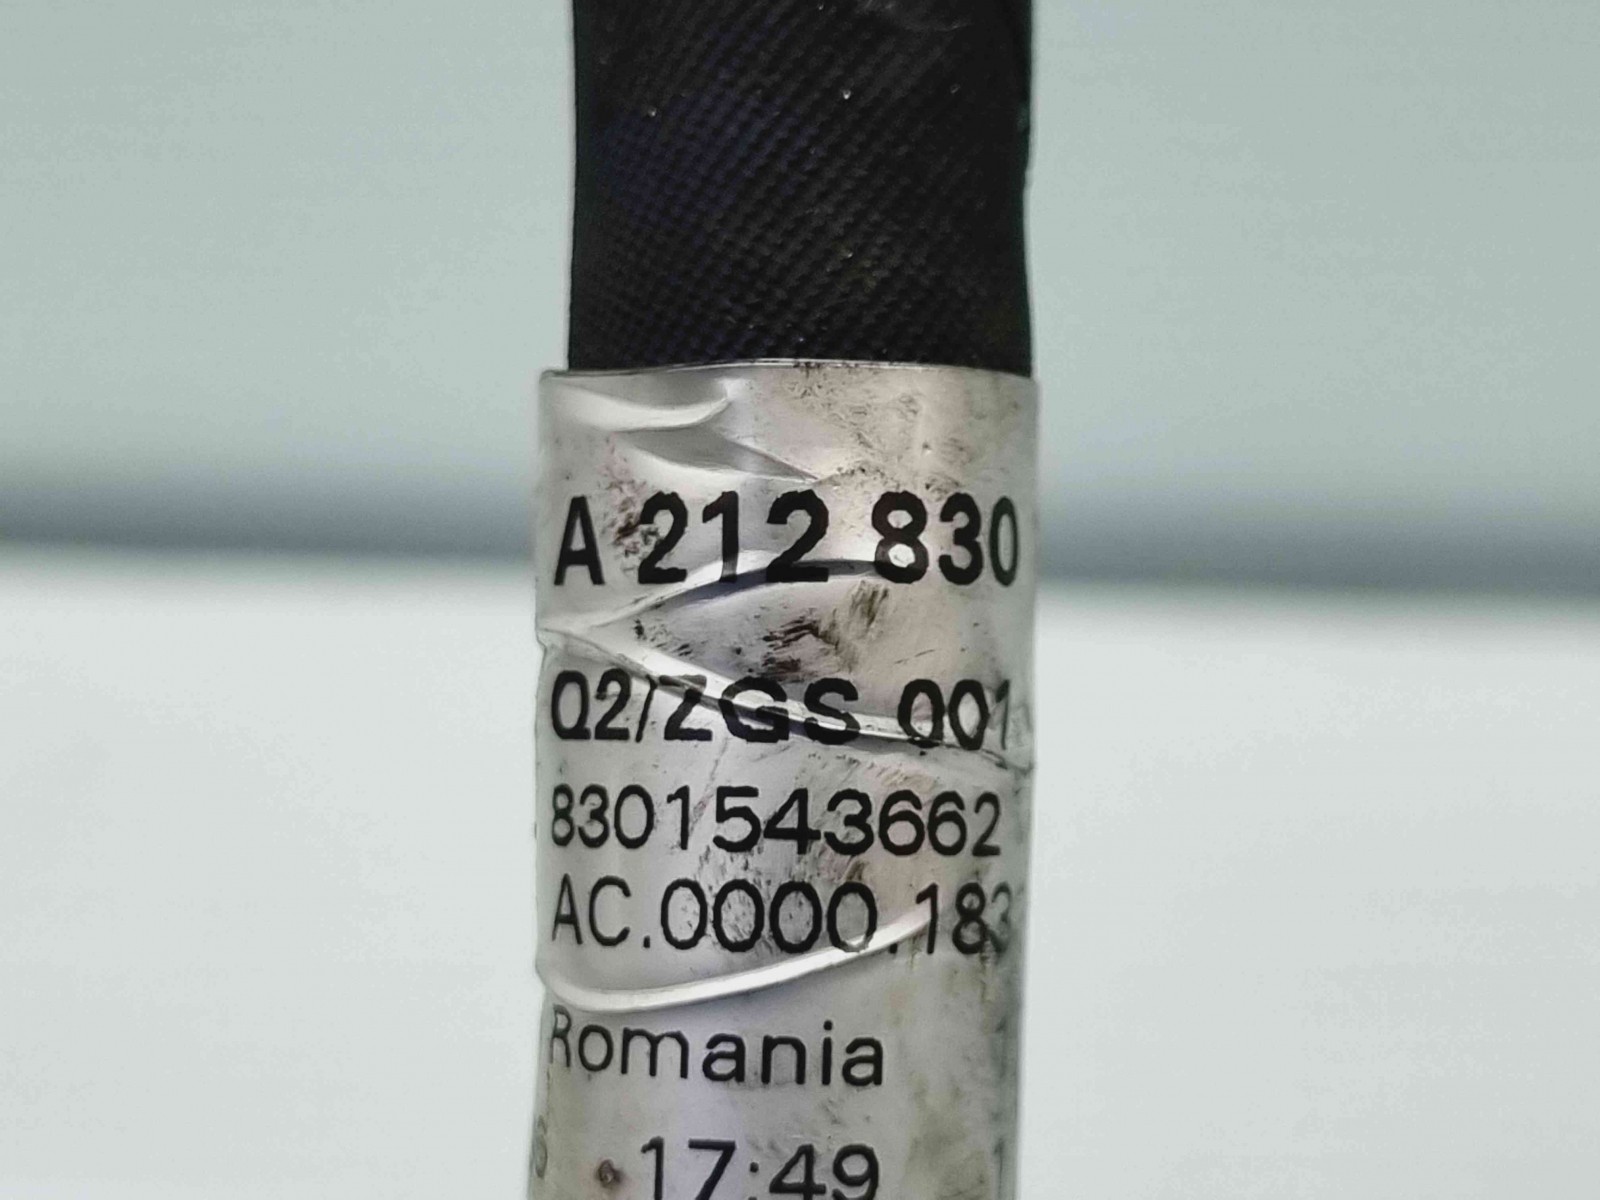 A 212 830
Q2/ZGS 001
8301543662
AC.0000.183
Romania
17:49